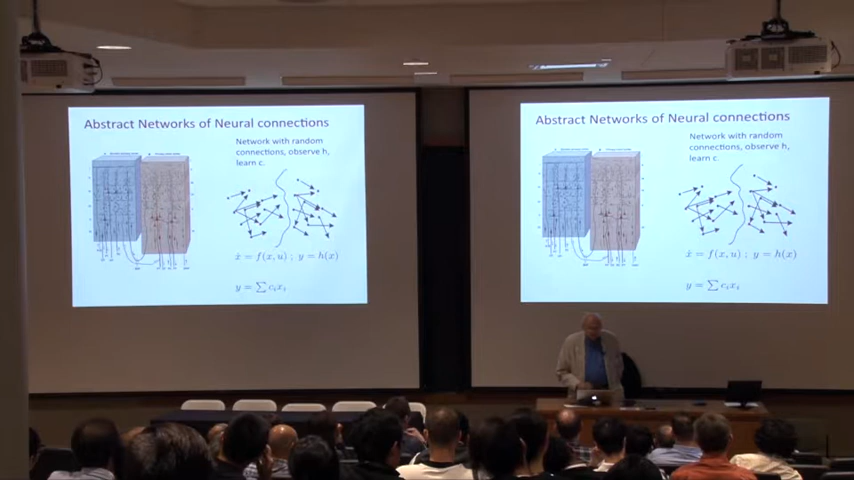 Abstract Networks of Neural connections
Network with random
connections, observe h,
learn c.
ẋ = f(x, u) ; y = h(x)
y = ∑ cᵢxᵢ
Abstract Networks of Neural connections
Network with random
connections, observe h,
learn c.
ẋ = f(x, u) ; y = h(x)
y = ∑ cᵢxᵢ